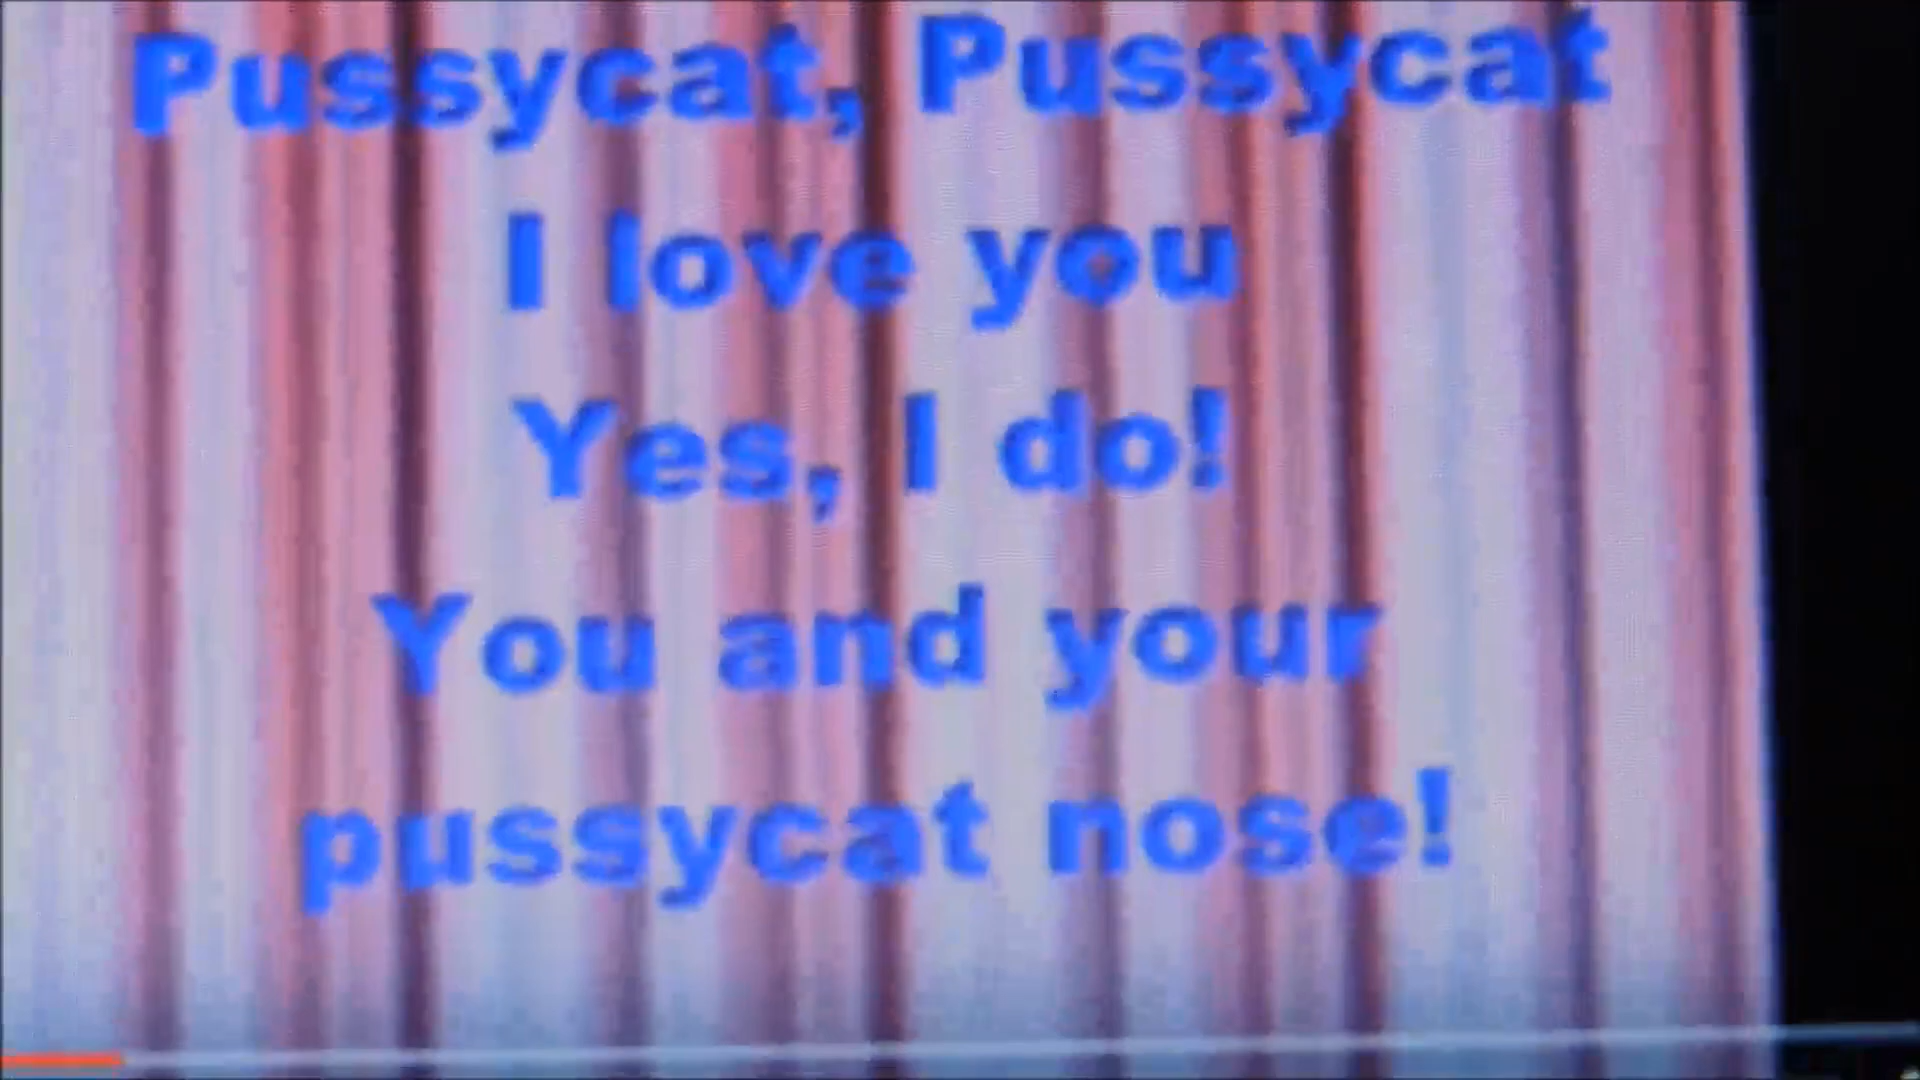 Pussycat, Pussycat
I love you
Yes, I do!
You and your
pussycat nose!